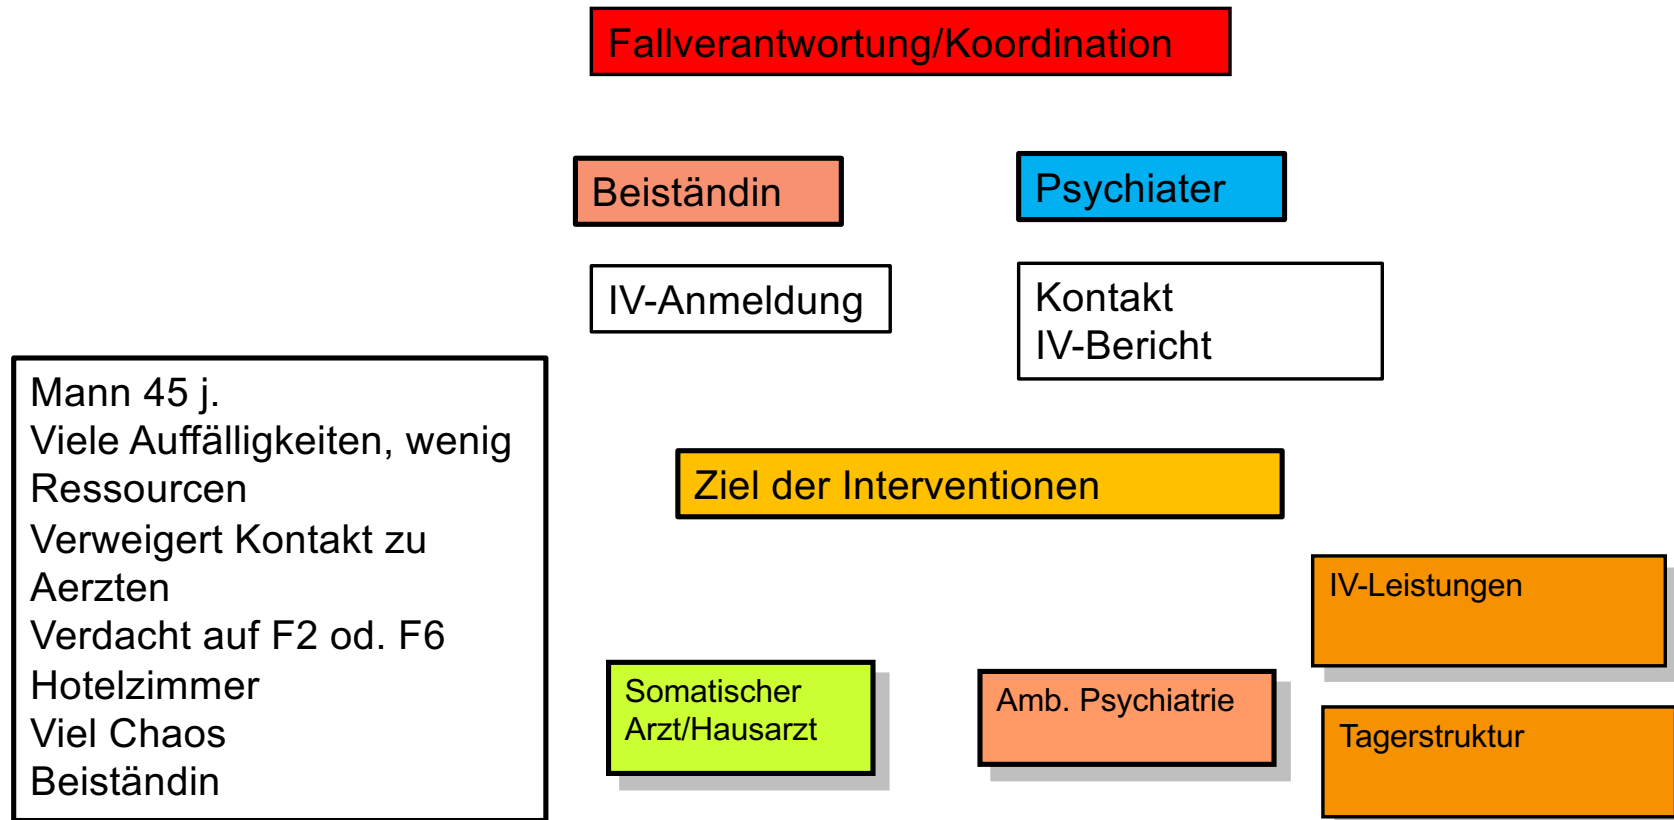 Fallverantwortung/Koordination
Beiständin
Psychiater
IV-Anmeldung
Kontakt
IV-Bericht
Mann 45 j.
Viele Auffälligkeiten, wenig
Ressourcen
Verweigert Kontakt zu
Aerzten
Verdacht auf F2 od. F6
Hotelzimmer
Viel Chaos
Beiständin
Ziel der Interventionen
IV-Leistungen
Somatischer
Arzt/Hausarzt
Amb. Psychiatrie
Tagerstruktur